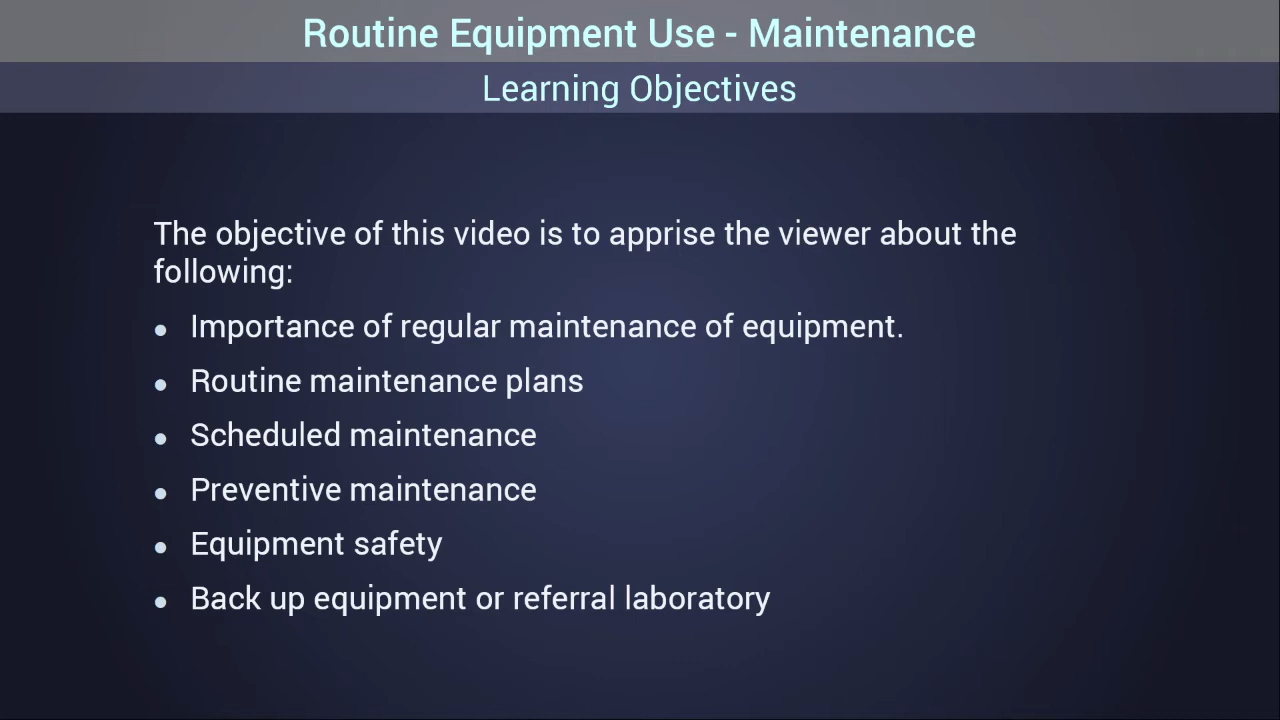 Routine Equipment Use - Maintenance
Learning Objectives
The objective of this video is to apprise the viewer about the
following:
● Importance of regular maintenance of equipment.
● Routine maintenance plans
● Scheduled maintenance
● Preventive maintenance
● Equipment safety
● Back up equipment or referral laboratory